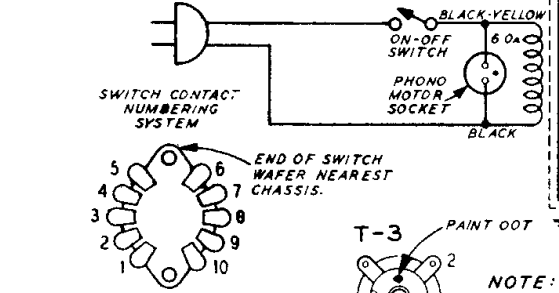 BLACK-YELLOW
ON-OFF
SWITCH
6.0Ω
PHONO
MOTOR
SOCKET
BLACK
SWITCH CONTACT
NUMBERING
SYSTEM
END OF SWITCH
WAFER NEAREST
CHASSIS.
5
6
4
7
3
8
2
9
1
10
T-3
PAINT DOT
2
NOTE: